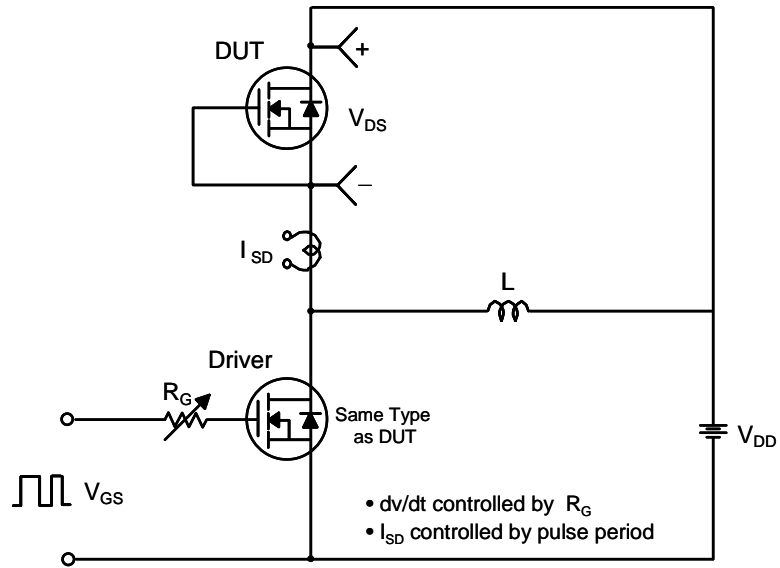 DUT
+
V_DS
−
I_SD
L
Driver
R_G
Same Type
as DUT
V_DD
V_GS
• dv/dt controlled by R_G
• I_SD controlled by pulse period